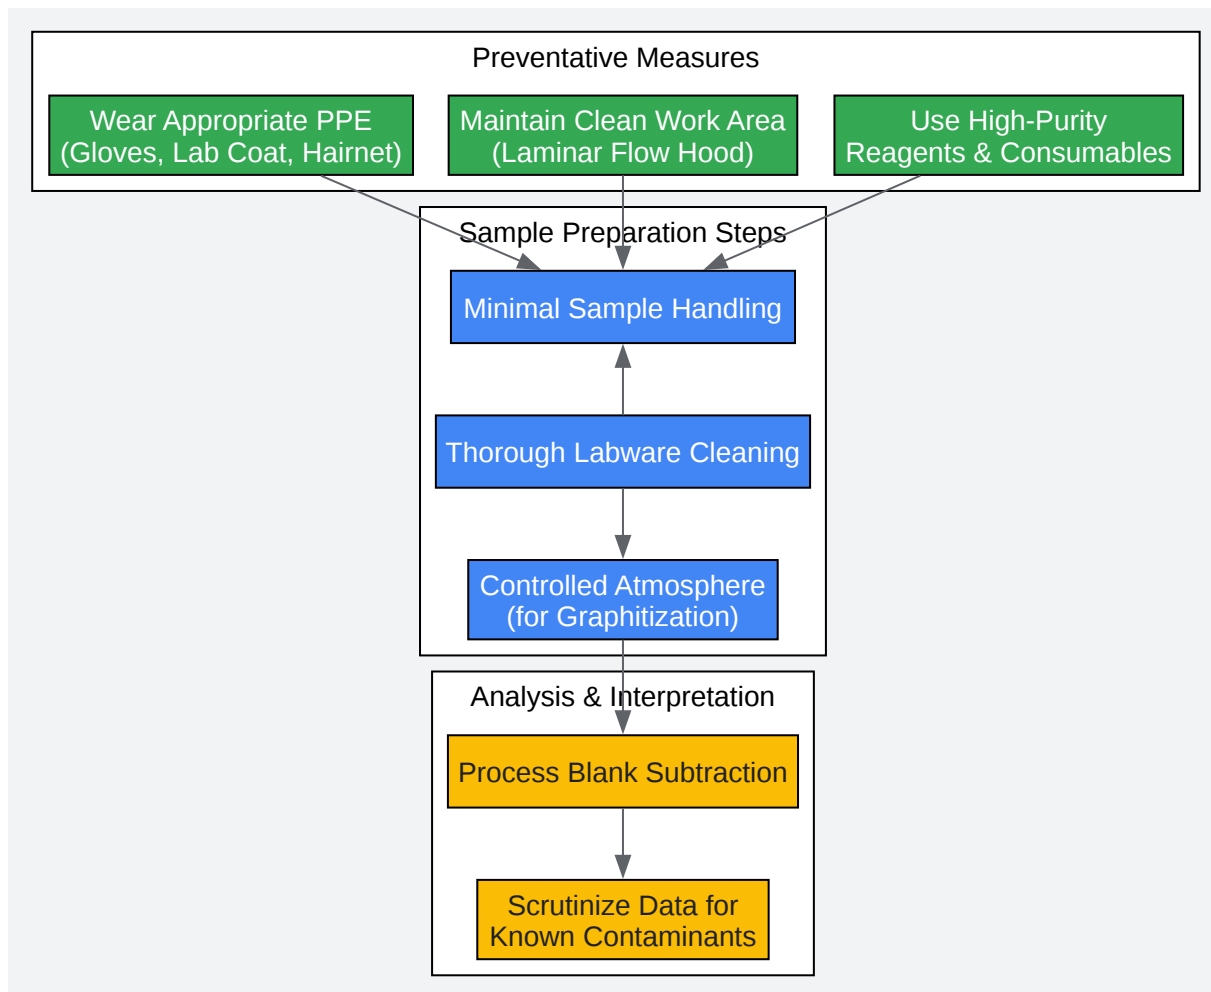 Preventative Measures
Wear Appropriate PPE
(Gloves, Lab Coat, Hairnet)
Maintain Clean Work Area
(Laminar Flow Hood)
Use High-Purity
Reagents & Consumables
Sample Preparation Steps
Minimal Sample Handling
Thorough Labware Cleaning
Controlled Atmosphere
(for Graphitization)
Analysis & Interpretation
Process Blank Subtraction
Scrutinize Data for
Known Contaminants